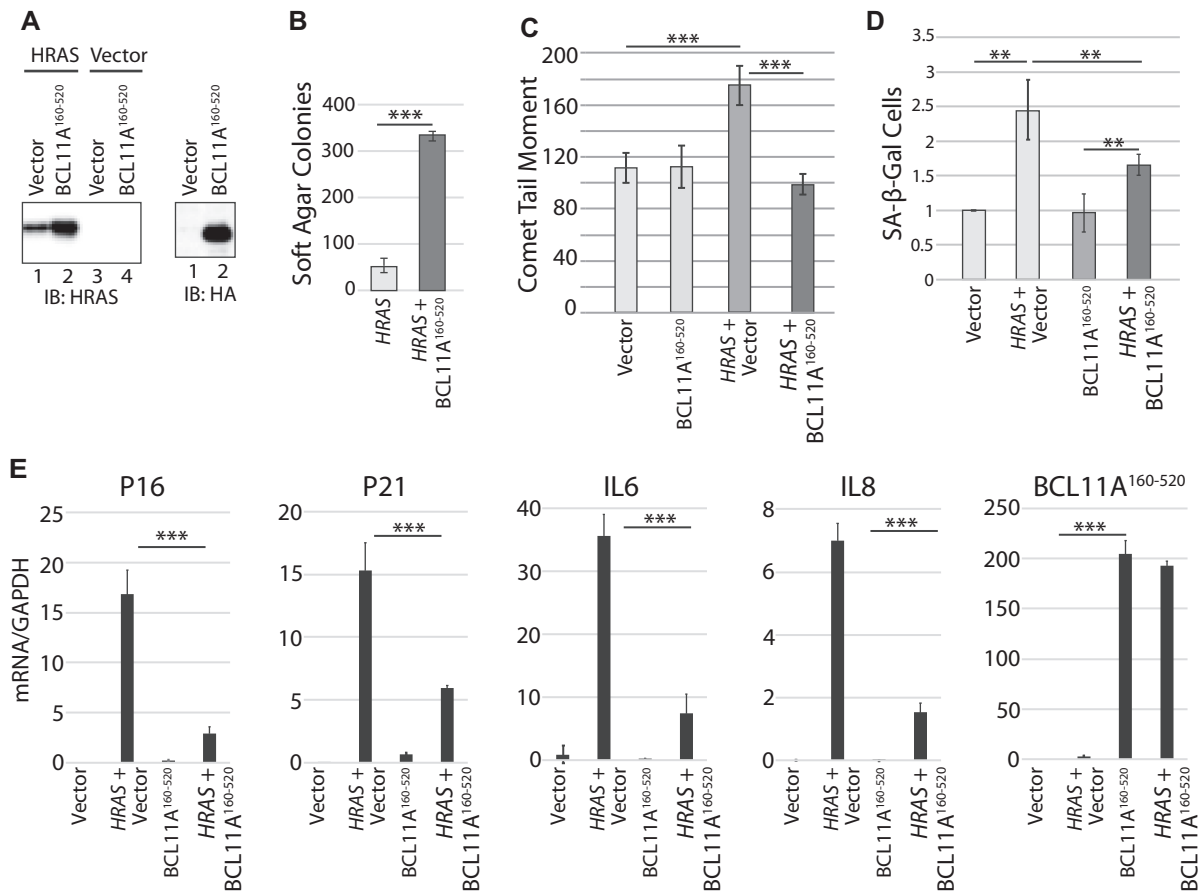 A
HRAS Vector
Vector
BCL11A160-520
Vector
BCL11A160-520
BCL11A160-520
Vector
1 2 3 4
IB: HRAS
1 2
IB: HA
B
Soft Agar Colonies
400
300
200
100
0
***
HRAS
HRAS +
BCL11A160-520
C
Comet Tail Moment
200
160
120
80
40
0
***
***
Vector
BCL11A160-520
HRAS +
Vector
HRAS +
BCL11A160-520
D
SA-β-Gal Cells
3.5
3
2.5
2
1.5
1
0.5
0
**
**
**
Vector
HRAS +
Vector
BCL11A160-520
HRAS +
BCL11A160-520
E
mRNA/GAPDH
P16
25
20
15
10
5
0
***
Vector
HRAS +
Vector
BCL11A160-520
HRAS +
BCL11A160-520
P21
20
15
10
5
0
***
Vector
HRAS +
Vector
BCL11A160-520
HRAS +
BCL11A160-520
IL6
40
30
20
10
0
***
Vector
HRAS +
Vector
BCL11A160-520
HRAS +
BCL11A160-520
IL8
8
6
4
2
0
***
Vector
HRAS +
Vector
BCL11A160-520
HRAS +
BCL11A160-520
BCL11A160-520
250
200
150
100
50
0
***
Vector
HRAS +
Vector
BCL11A160-520
HRAS +
BCL11A160-520